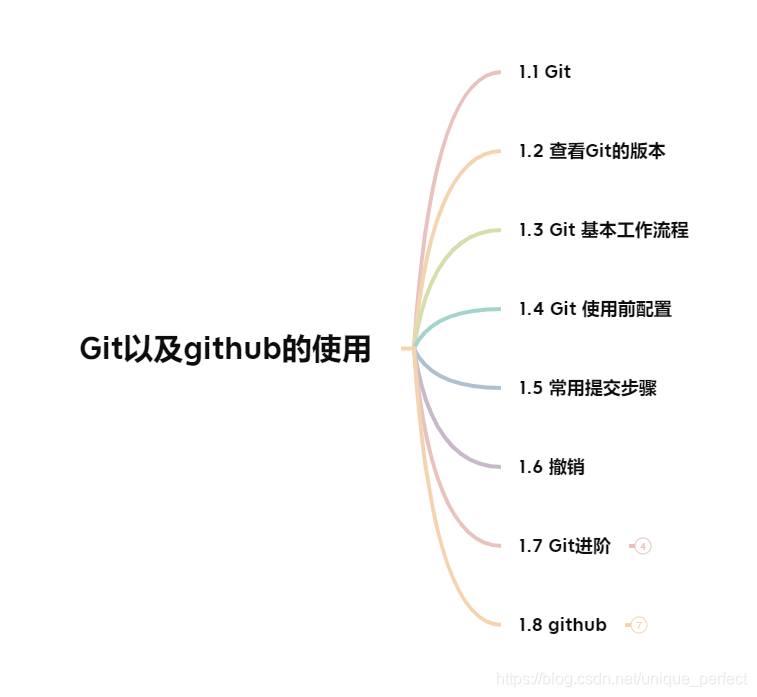 1.1 Git
1.2 查看Git的版本
1.3 Git 基本工作流程
Git以及github的使用
1.4 Git 使用前配置
1.5 常用提交步骤
1.6 撤销
1.7 Git进阶 4
1.8 github 7
https://blog.csdn.net/unique_perfect